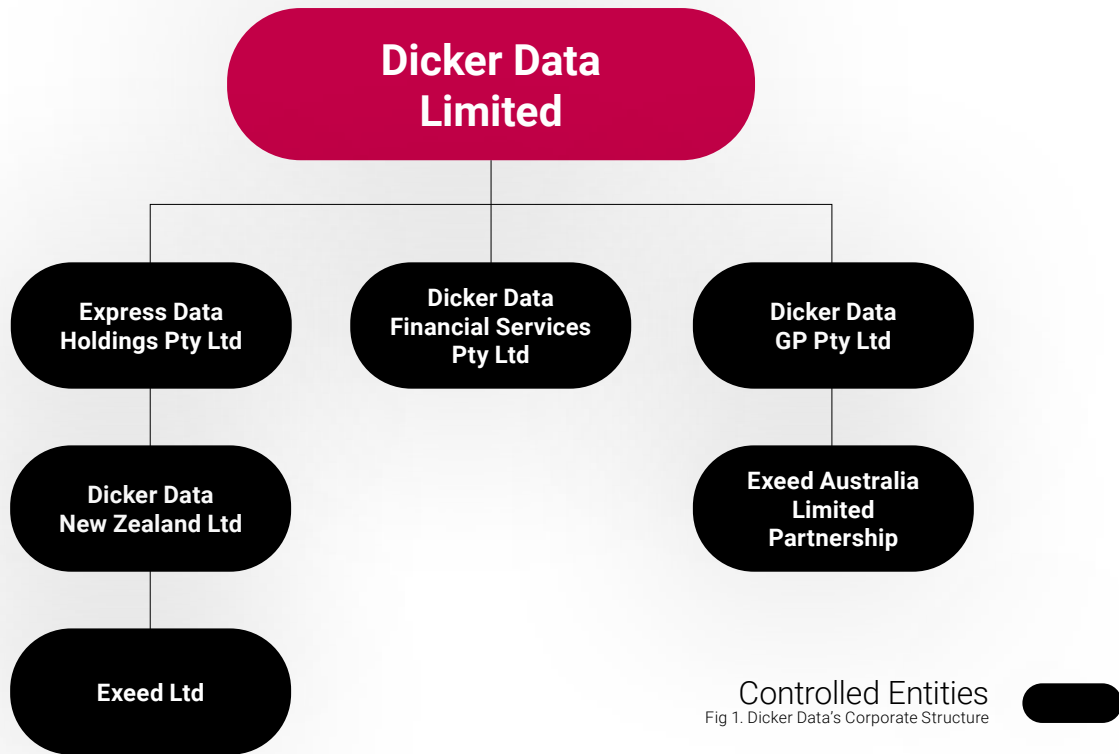 Dicker Data
Limited
Express Data
Holdings Pty Ltd
Dicker Data
Financial Services
Pty Ltd
Dicker Data
GP Pty Ltd
Dicker Data
New Zealand Ltd
Exeed Australia
Limited
Partnership
Exeed Ltd
Controlled Entities
Fig 1. Dicker Data's Corporate Structure